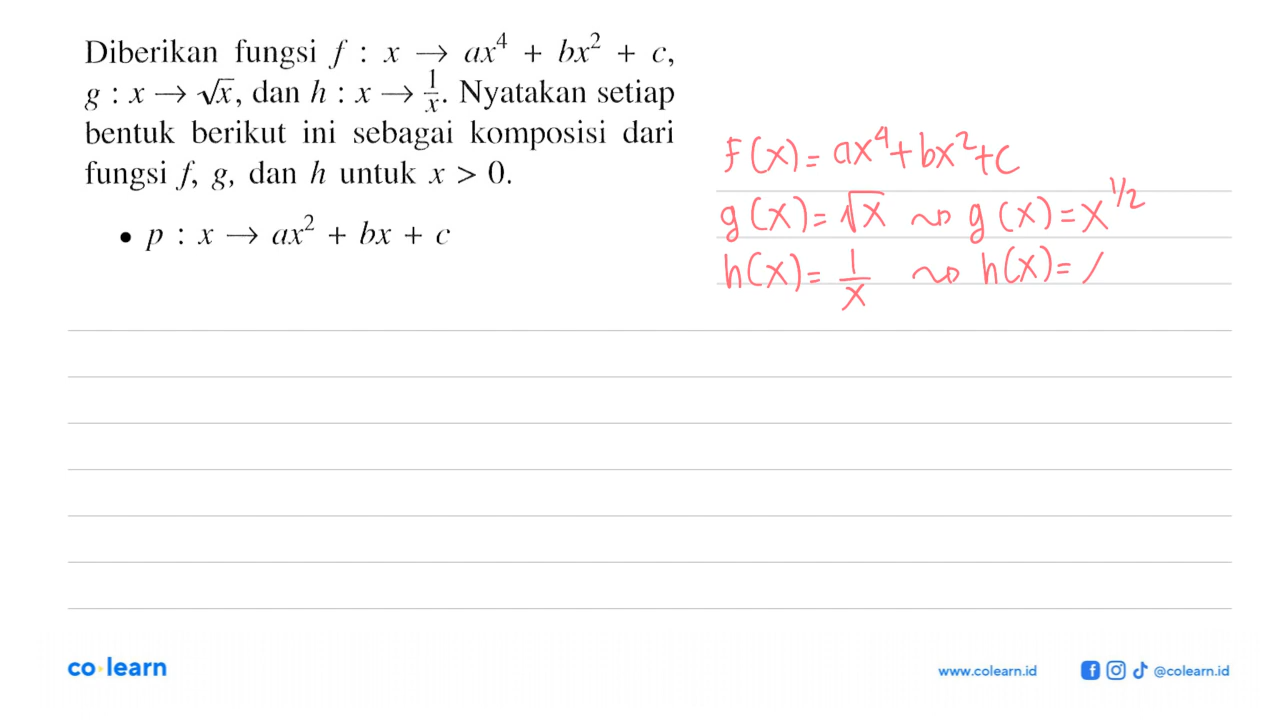 Diberikan fungsi f : x → ax⁴ + bx² + c,
g : x → √x, dan h : x → 1/x. Nyatakan setiap
bentuk berikut ini sebagai komposisi dari
fungsi f, g, dan h untuk x > 0.
• p : x → ax² + bx + c
f(x) = ax⁴ + bx² + c
g(x) = √x ⇝ g(x) = x^1/2
h(x) = 1/x ⇝ h(x) = /
co learn
www.colearn.id @colearn.id